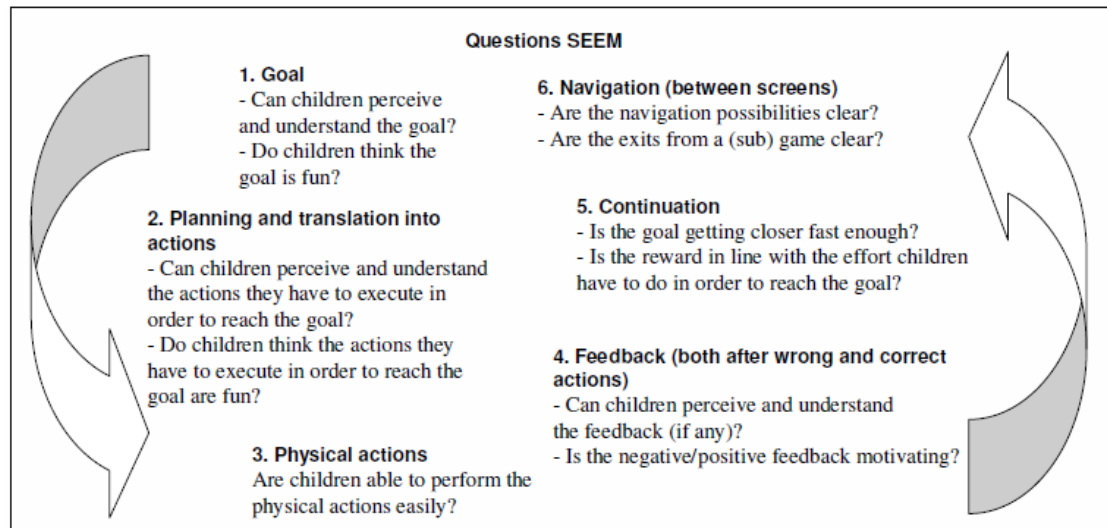 Questions SEEM
1. Goal
- Can children perceive
and understand the goal?
- Do children think the
goal is fun?
2. Planning and translation into
actions
- Can children perceive and understand
the actions they have to execute in
order to reach the goal?
- Do children think the actions they
have to execute in order to reach the
goal are fun?
3. Physical actions
Are children able to perform the
physical actions easily?
4. Feedback (both after wrong and correct
actions)
- Can children perceive and understand
the feedback (if any)?
- Is the negative/positive feedback motivating?
5. Continuation
- Is the goal getting closer fast enough?
- Is the reward in line with the effort children
have to do in order to reach the goal?
6. Navigation (between screens)
- Are the navigation possibilities clear?
- Are the exits from a (sub) game clear?